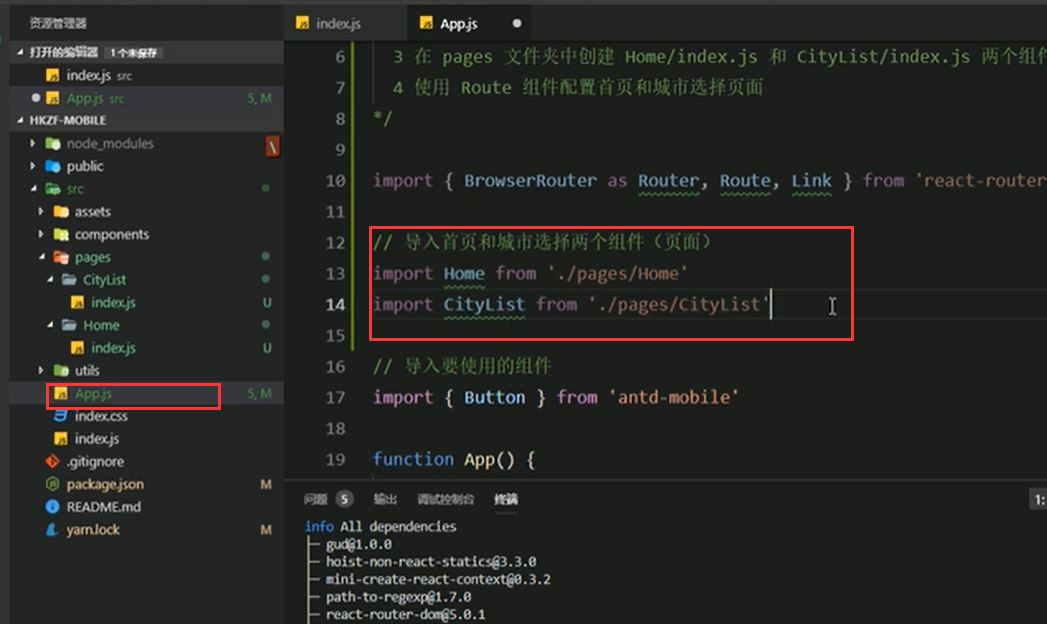 资源管理器
打开的编辑器 1 个未保存
index.js src
App.js src 5, M
HKZF-MOBILE
node_modules
public
src
assets
components
pages
CityList
index.js U
Home
index.js U
utils
App.js 5, M
index.css
index.js
.gitignore
package.json M
README.md
yarn.lock M
index.js App.js
6 3 在 pages 文件夹中创建 Home/index.js 和 CityList/index.js 两个组件
7 4 使用 Route 组件配置首页和城市选择页面
8 */
9
10 import { BrowserRouter as Router, Route, Link } from 'react-router
11
12 // 导入首页和城市选择两个组件（页面）
13 import Home from './pages/Home'
14 import CityList from './pages/CityList'
15
16 // 导入要使用的组件
17 import { Button } from 'antd-mobile'
18
19 function App() {
问题 5 输出 调试控制台 终端 1:
info All dependencies
├─ gud@1.0.0
├─ hoist-non-react-statics@3.3.0
├─ mini-create-react-context@0.3.2
├─ path-to-regexp@1.7.0
├─ react-router-dom@5.0.1